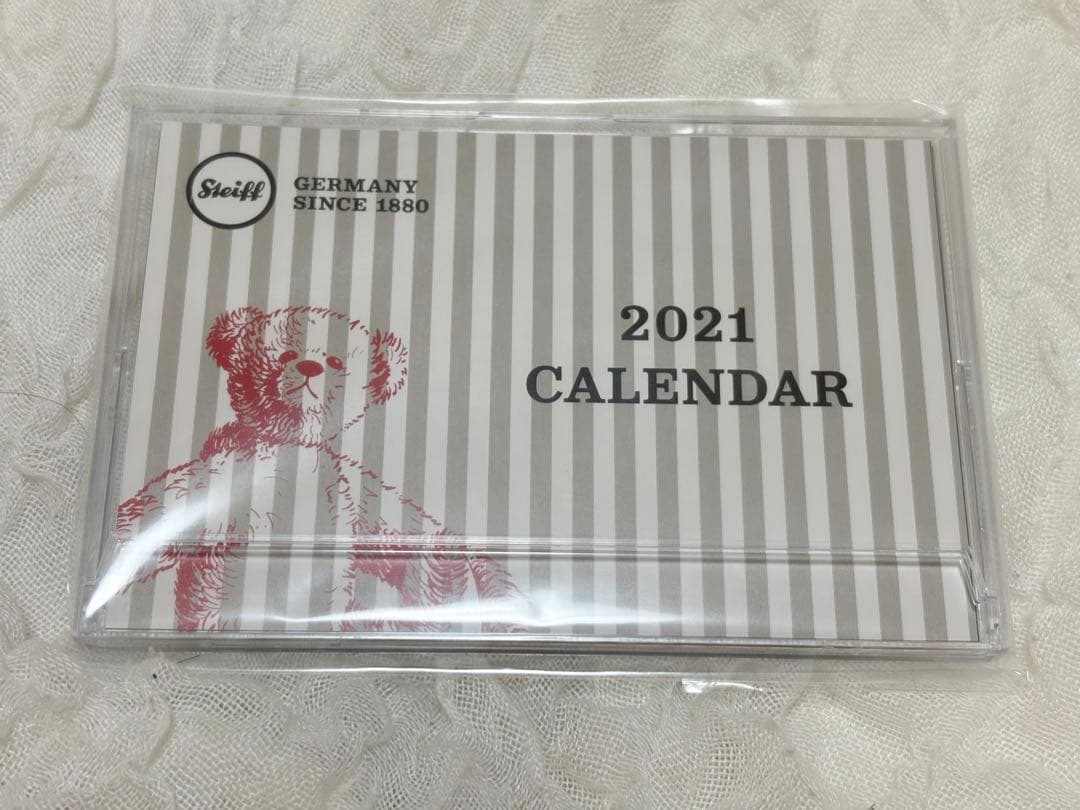 Steiff
GERMANY
SINCE 1880
2021
CALENDAR